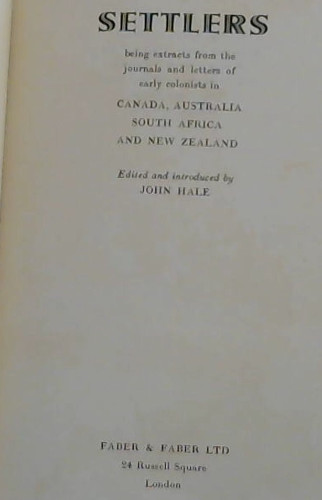 SETTLERS
being extracts from the
journals and letters of
early colonists in
CANADA, AUSTRALIA
SOUTH AFRICA
AND NEW ZEALAND
Edited and introduced by
JOHN HALE
FABER & FABER LTD
24 Russell Square
London